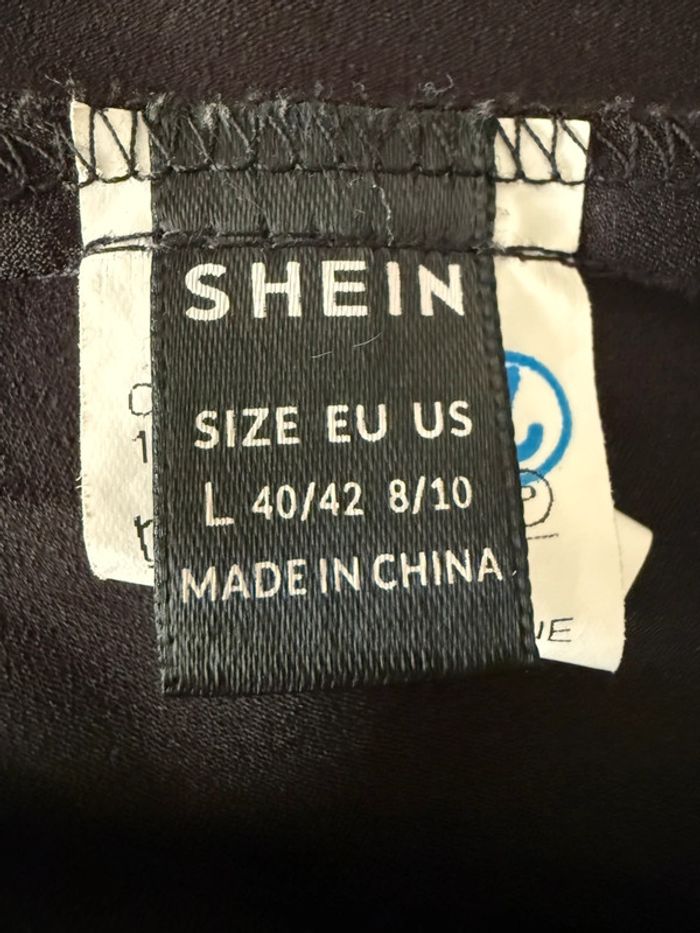 SHEIN
SIZE EU US
L 40/42 8/10
MADE IN CHINA